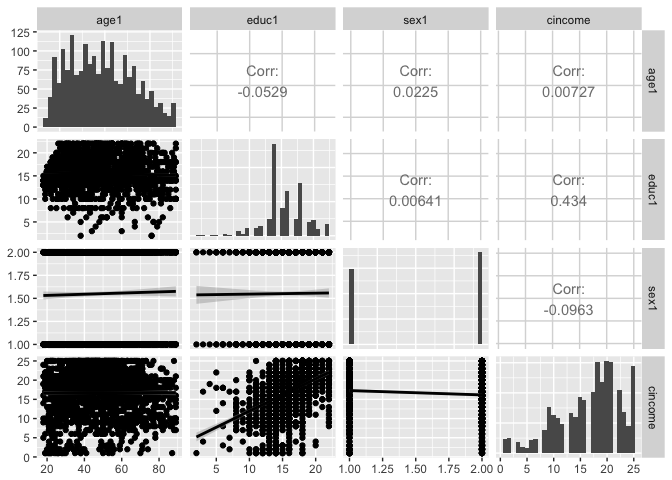 age1 educ1 sex1 cincome
125
100
75
50
25
0
Corr:
-0.0529
Corr:
0.0225
Corr:
0.00727
age1
20
15
10
5
Corr:
0.00641
Corr:
0.434
educ1
2.00
1.75
1.50
1.25
1.00
Corr:
-0.0963
sex1
25
20
15
10
5
0
cincome
20 40 60 80 5 10 15 20 1.00 1.25 1.50 1.75 2.00 0 5 10 15 20 25